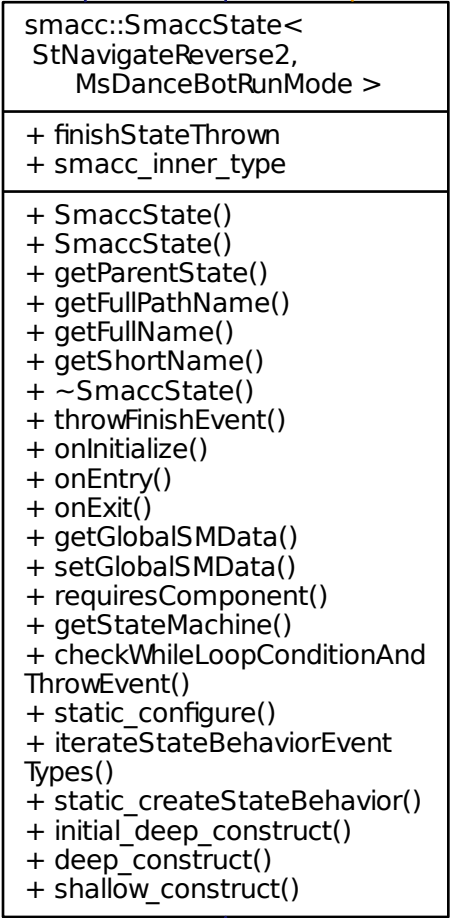 smacc::SmaccState<
StNavigateReverse2,
MsDanceBotRunMode >
+ finishStateThrown
+ smacc_inner_type
+ SmaccState()
+ SmaccState()
+ getParentState()
+ getFullPathName()
+ getFullName()
+ getShortName()
+ ~SmaccState()
+ throwFinishEvent()
+ onInitialize()
+ onEntry()
+ onExit()
+ getGlobalSMData()
+ setGlobalSMData()
+ requiresComponent()
+ getStateMachine()
+ checkWhileLoopConditionAnd
ThrowEvent()
+ static_configure()
+ iterateStateBehaviorEvent
Types()
+ static_createStateBehavior()
+ initial_deep_construct()
+ deep_construct()
+ shallow_construct()